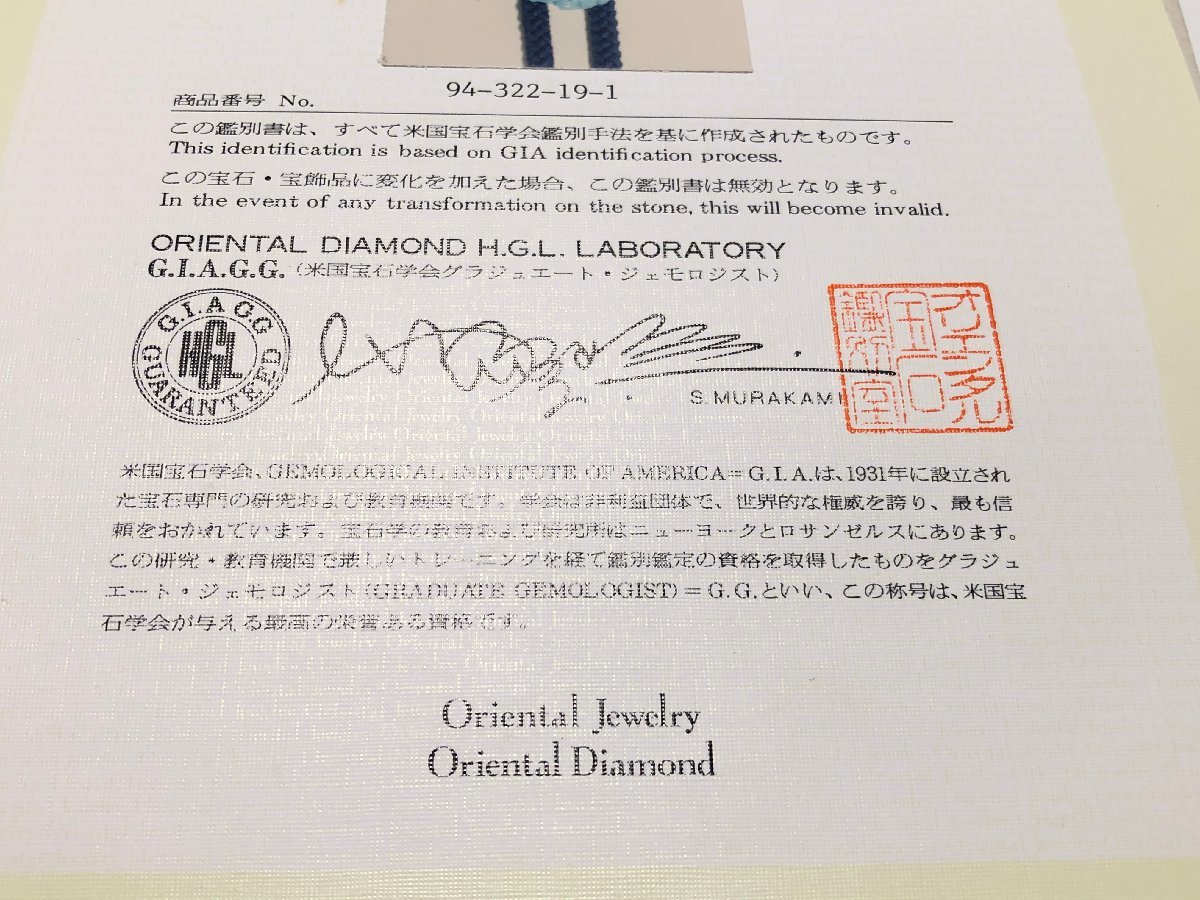 94-322-19-1
商品番号 No.
この鑑別書は、すべて米国宝石学会鑑別手法を基に作成されたものです。
This identification is based on GIA identification process.
この宝石・宝飾品に変化を加えた場合、この鑑別書は無効となります。
In the event of any transformation on the stone, this will become invalid.
ORIENTAL DIAMOND H.G.L. LABORATORY
G.I.A.G.G. (米国宝石学会グラジュエート・ジェモロジスト)
G.I.A G.G
HGL
GUARANTEED
S.MURAKAMI
米国宝石学会、GEMOLOGICAL INSTITUTE OF AMERICA=G.I.A.は、1931年に設立され
た宝石専門の研究および教育機関です。学会は非利益団体で、世界的な権威を誇り、最も信
頼をおかれています。宝石学の教育および研究所はニューヨークとロサンゼルスにあります。
この研究・教育機関で厳しいトレーニングを経て鑑別鑑定の資格を取得したものをグラジュ
エート・ジェモロジスト(GRADUATE GEMOLOGIST)=G.G.といい、この称号は、米国宝
石学会が与える最高の栄誉ある資格です。
Oriental Jewelry
Oriental Diamond